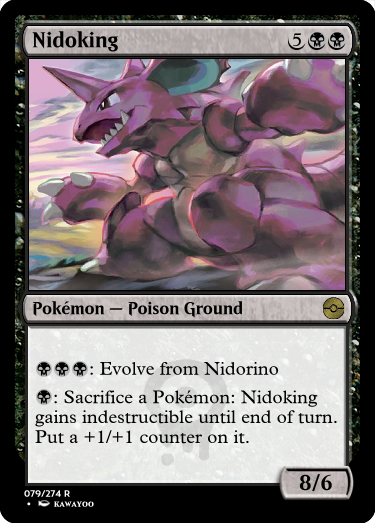 Nidoking 5
Pokémon — Poison Ground
: Evolve from Nidorino
: Sacrifice a Pokémon: Nidoking
gains indestructible until end of turn.
Put a +1/+1 counter on it.
079/274 R
• KAWAYOO
8/6